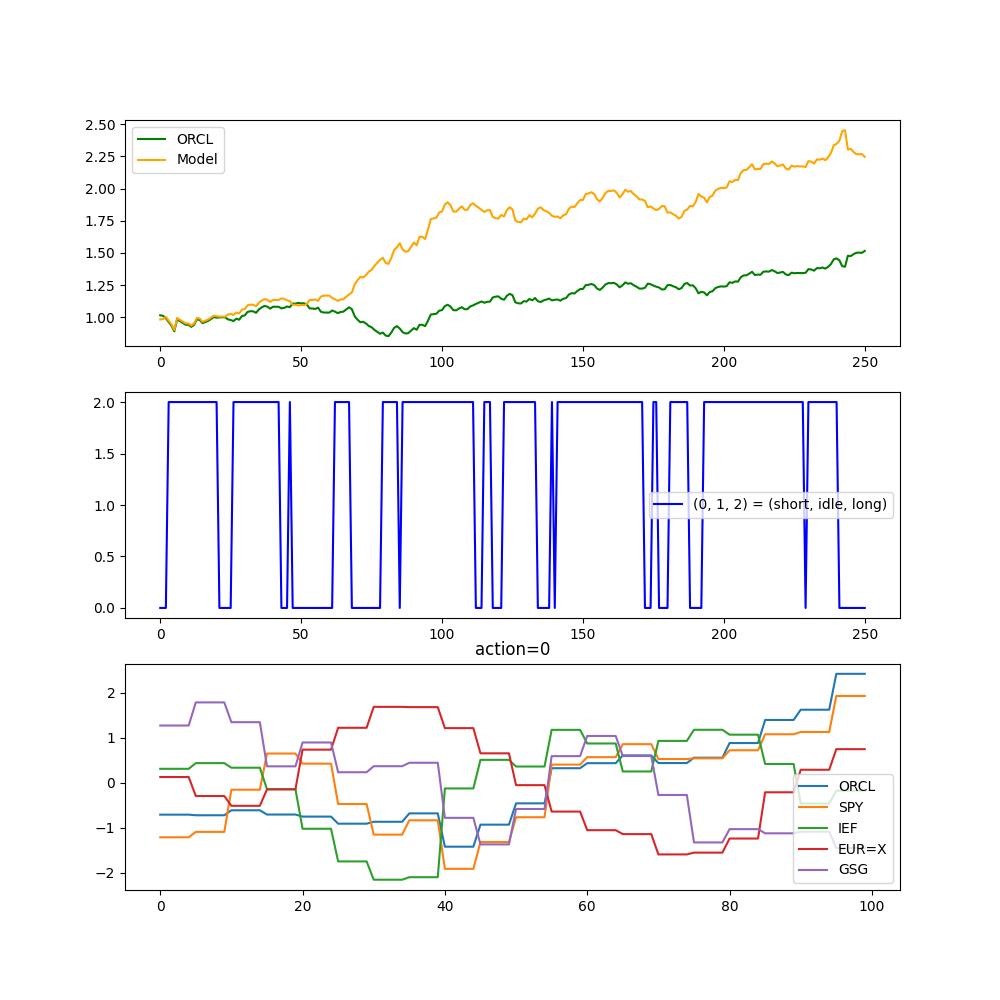 2.50
2.25
2.00
1.75
1.50
1.25
1.00
ORCL
Model
0 50 100 150 200 250
2.0
1.5
1.0
0.5
0.0
(0, 1, 2) = (short, idle, long)
0 50 100 150 200 250
action=0
2
1
0
−1
−2
ORCL
SPY
IEF
EUR=X
GSG
0 20 40 60 80 100